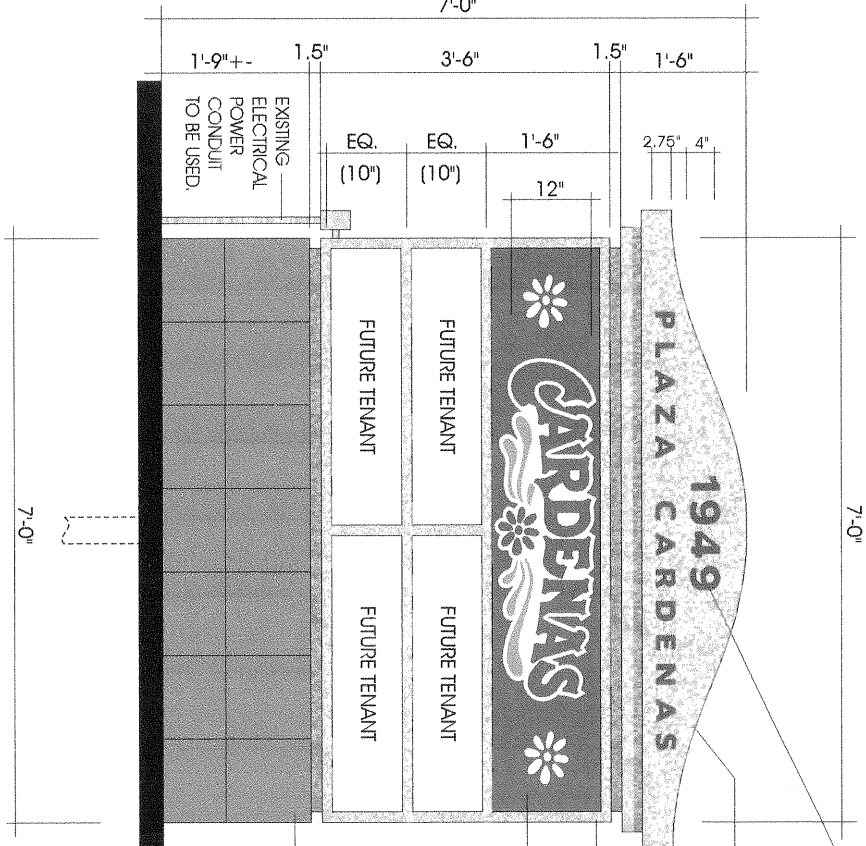 7'-0"
1'-9"+-
1.5"
3'-6"
1.5"
1'-6"
EQ.
(10")
EQ.
(10")
1'-6"
2.75"
4"
12"
EXISTING
ELECTRICAL
POWER
CONDUIT
TO BE USED.
7'-0"
7'-0"
1949
PLAZA CARDENAS
CARDENAS
FUTURE TENANT
FUTURE TENANT
FUTURE TENANT
FUTURE TENANT